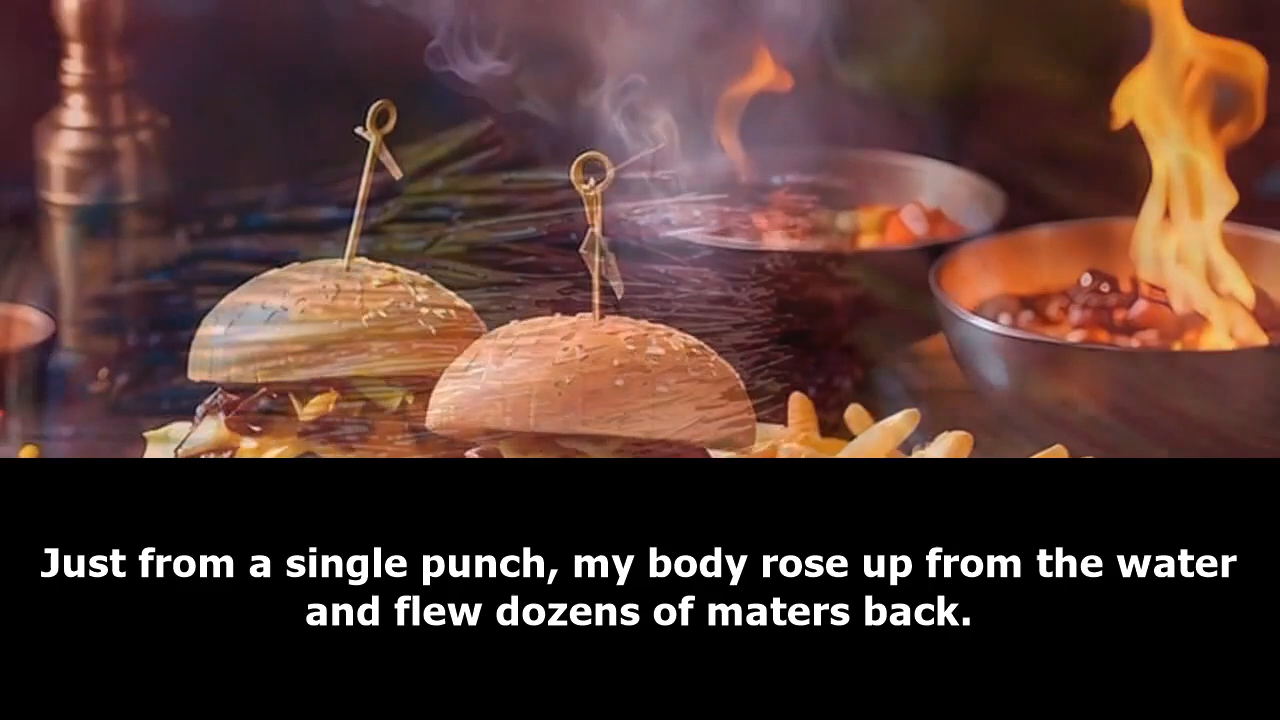 Just from a single punch, my body rose up from the water
and flew dozens of maters back.